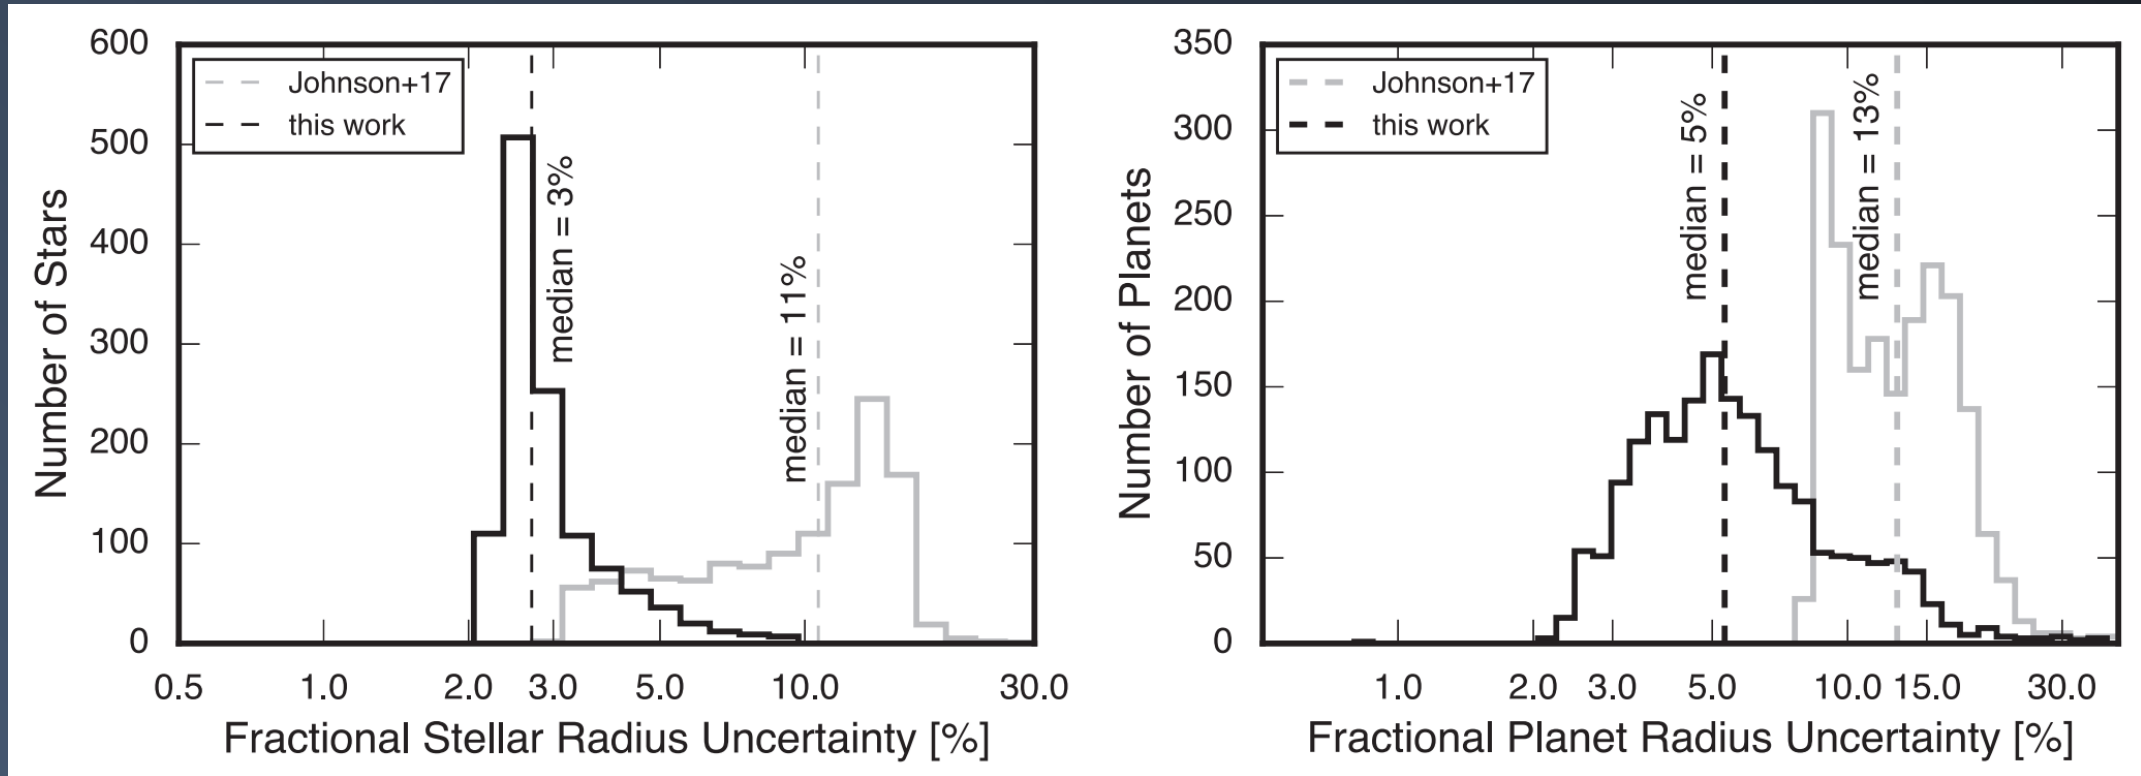 600
500
400
300
200
100
0
Number of Stars
Johnson+17
this work
median = 3%
median = 11%
0.5 1.0 2.0 3.0 5.0 10.0 30.0
Fractional Stellar Radius Uncertainty [%]
350
300
250
200
150
100
50
0
Number of Planets
Johnson+17
this work
median = 5%
median = 13%
1.0 2.0 3.0 5.0 10.0 15.0 30.0
Fractional Planet Radius Uncertainty [%]